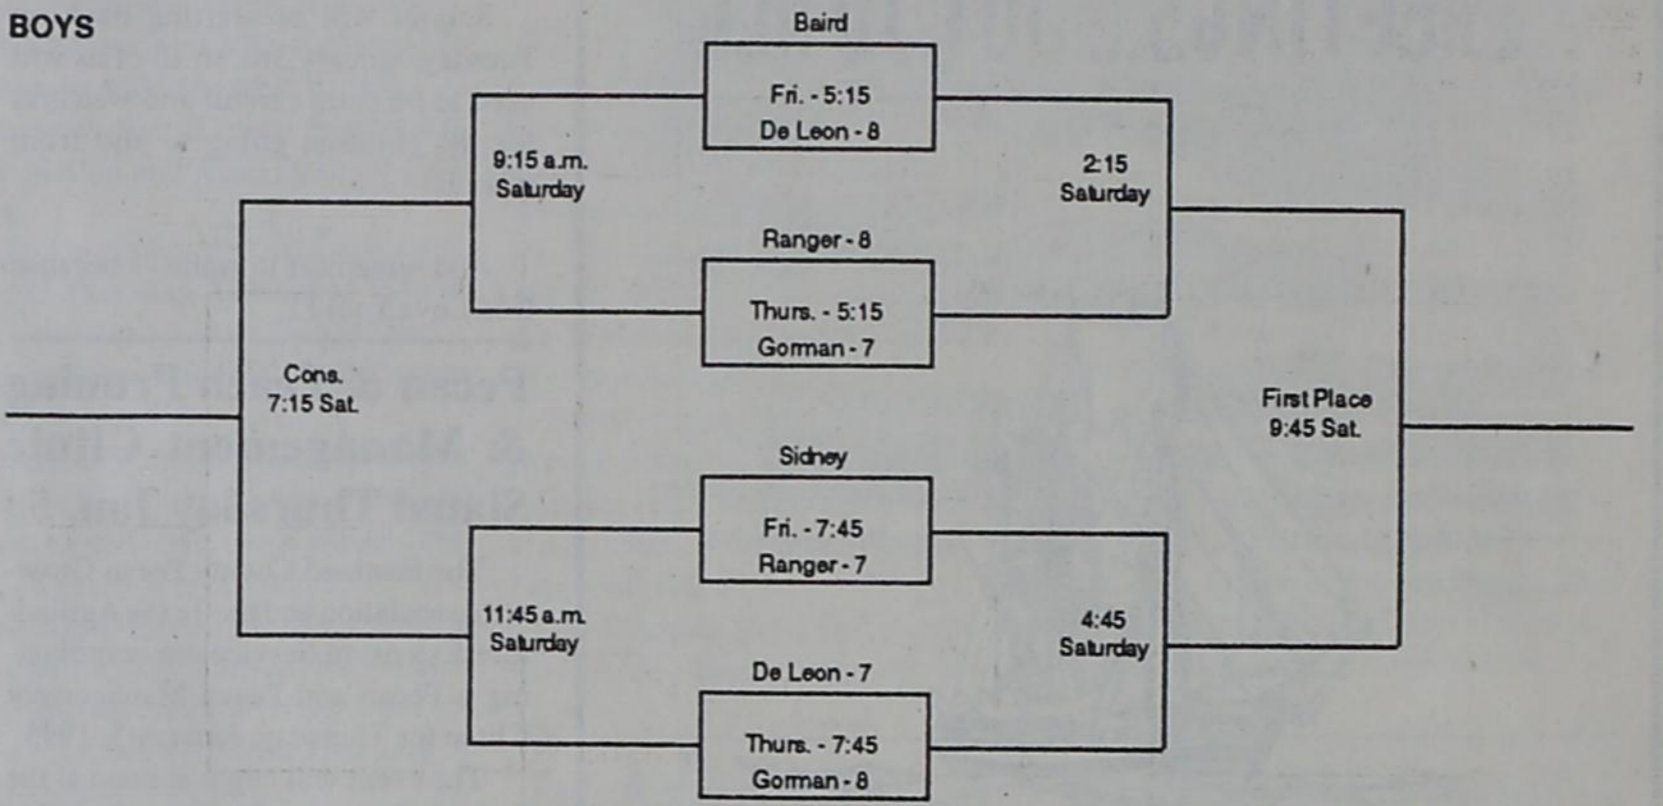 BOYS
Baird
Fri. - 5:15
De Leon - 8
9:15 a.m.
Saturday
2:15
Saturday
Ranger - 8
Thurs. - 5:15
Gorman - 7
Cons.
7:15 Sat.
First Place
9:45 Sat.
Sidney
Fri. - 7:45
Ranger - 7
11:45 a.m.
Saturday
4:45
Saturday
De Leon - 7
Thurs. - 7:45
Gorman - 8